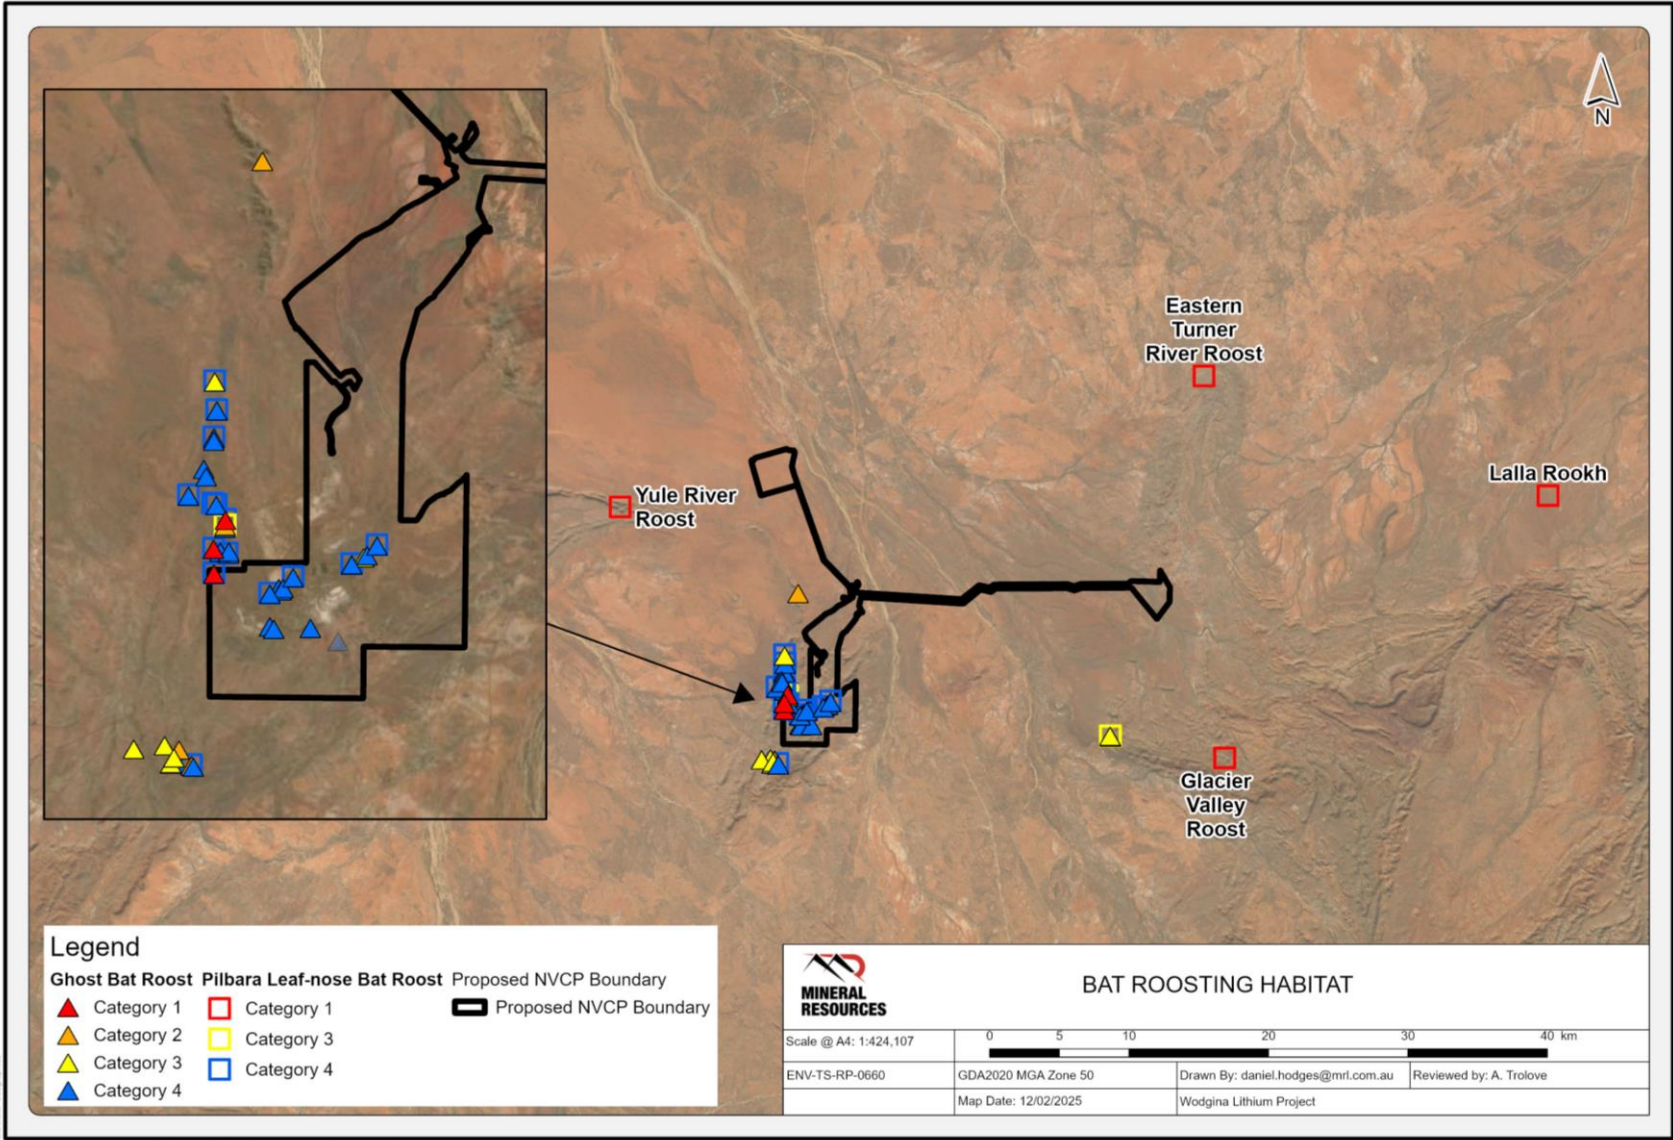 N
Eastern
Turner
River Roost
Lalla Rookh
Yule River
Roost
Glacier
Valley
Roost
Legend
Ghost Bat Roost Pilbara Leaf-nose Bat Roost Proposed NVCP Boundary
Category 1 Category 1 Proposed NVCP Boundary
Category 2
Category 3 Category 3
Category 4 Category 4
MINERAL
RESOURCES
BAT ROOSTING HABITAT
Scale @ A4: 1:424,107 0 5 10 20 30 40 km
ENV-TS-RP-0660 GDA2020 MGA Zone 50 Drawn By: daniel.hodges@mrl.com.au Reviewed by: A. Trolove
Map Date: 12/02/2025 Wodgina Lithium Project